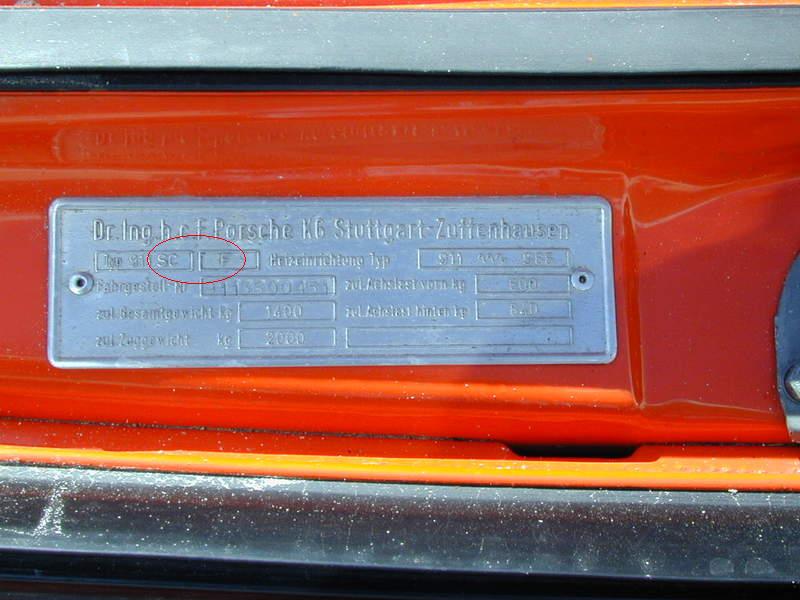 Dr.Ing.h.c.F.Porsche KG Stuttgart-Zuffenhausen
Typ 911 SC F Heizeinrichtung Typ 911
Fahrgestell-Nr zul.Achslast vorn kg 600
zul.Gesamtgewicht kg 1400 zul.Achslast hinten kg 840
zul.Zuggewicht kg 2000